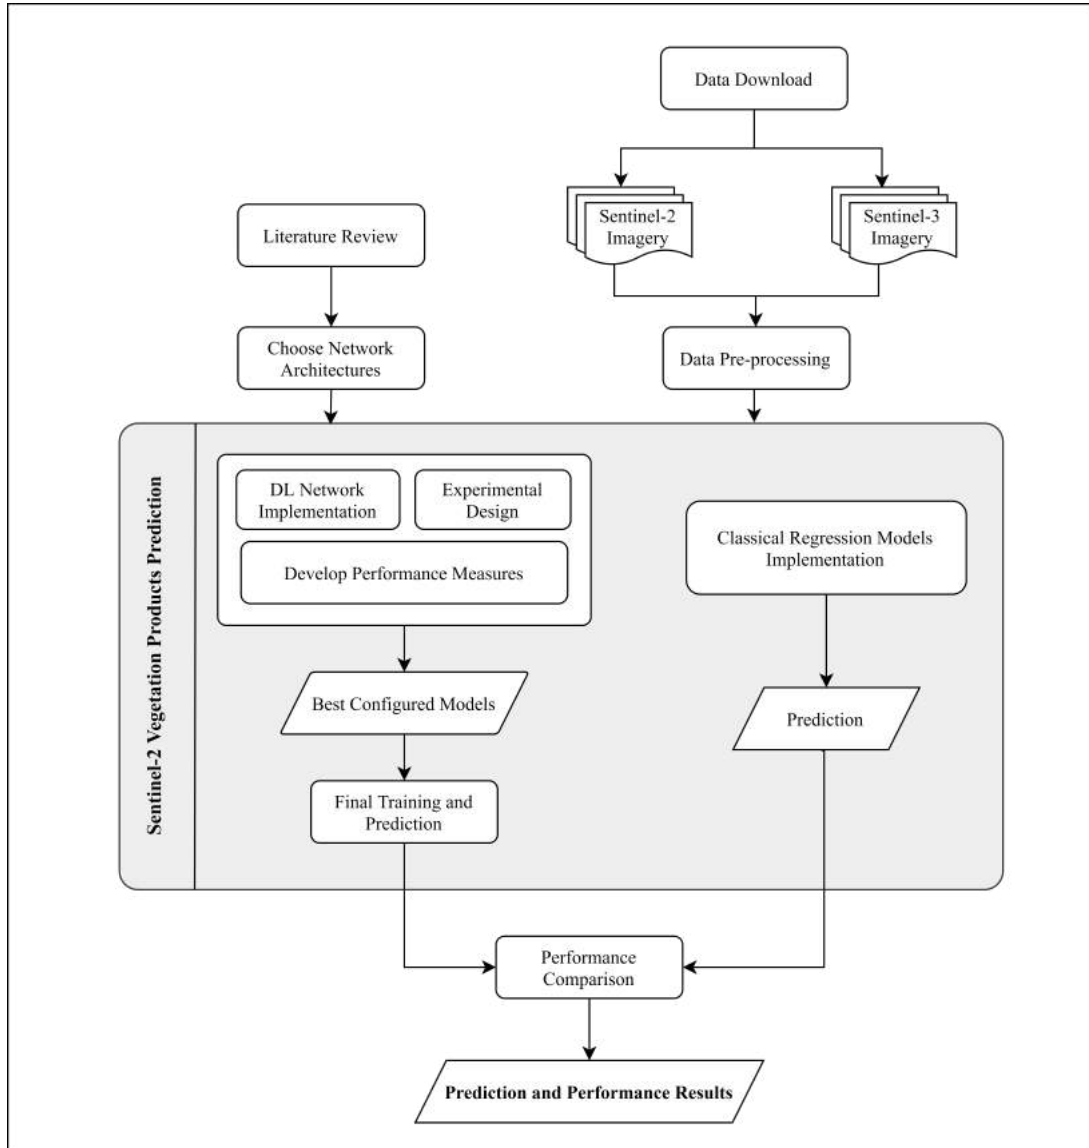 Data Download
Sentinel-2
Imagery
Sentinel-3
Imagery
Literature Review
Choose Network
Architectures
Data Pre-processing
Sentinel-2 Vegetation Products Prediction
DL Network
Implementation
Experimental
Design
Develop Performance Measures
Classical Regression Models
Implementation
Best Configured Models
Prediction
Final Training and
Prediction
Performance
Comparison
Prediction and Performance Results